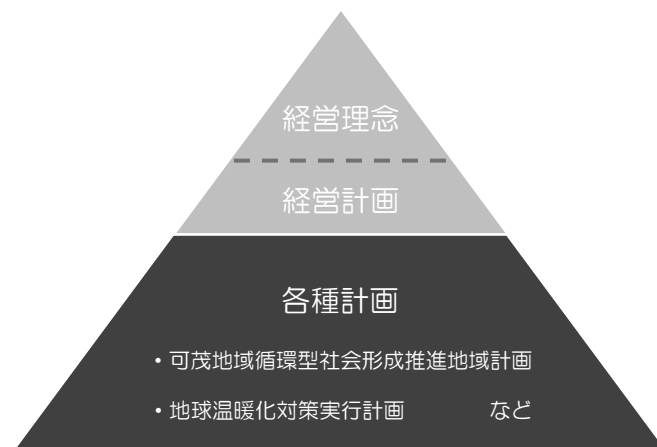 経営理念
経営計画
各種計画
・可茂地域循環型社会形成推進地域計画
・地球温暖化対策実行計画　　　　など